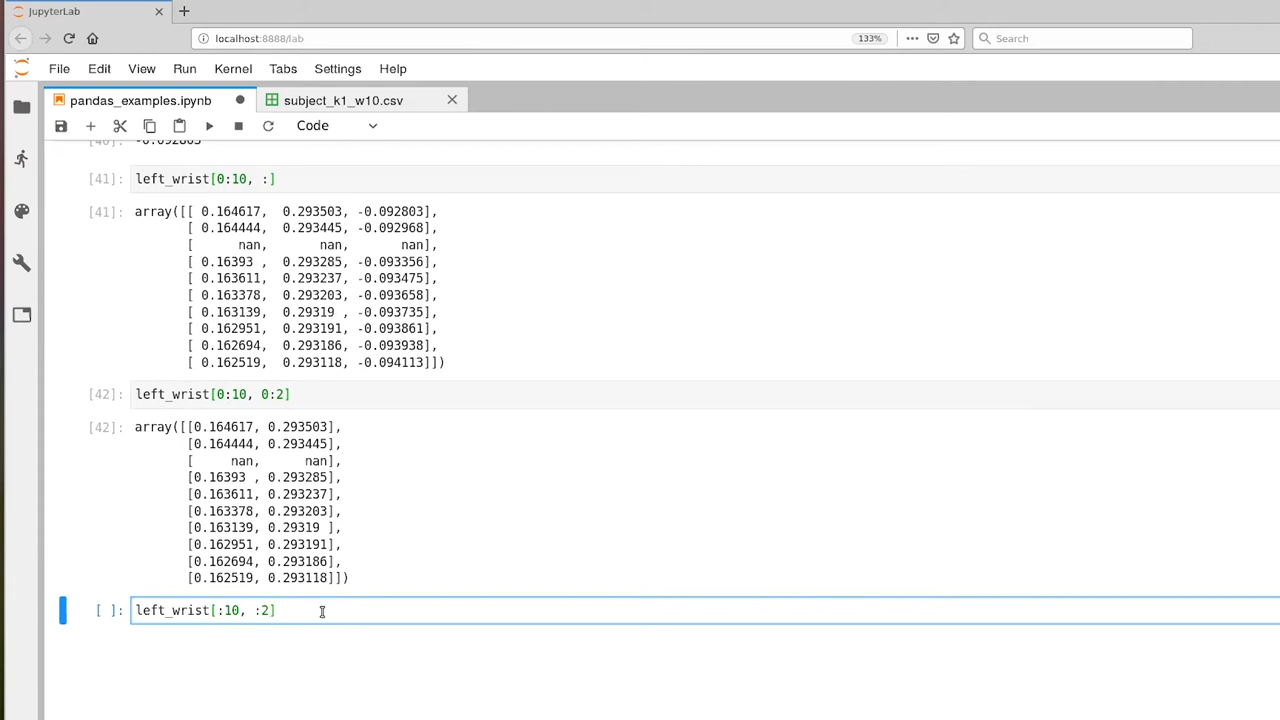 JupyterLab
localhost:8888/lab
133%
Search
File Edit View Run Kernel Tabs Settings Help
pandas_examples.ipynb
subject_k1_w10.csv
Code
[40]: -0.092803
[41]: left_wrist[0:10, :]
[41]: array([[ 0.164617,  0.293503, -0.092803],
[ 0.164444,  0.293445, -0.092968],
[      nan,       nan,       nan],
[ 0.16393 ,  0.293285, -0.093356],
[ 0.163611,  0.293237, -0.093475],
[ 0.163378,  0.293203, -0.093658],
[ 0.163139,  0.29319 , -0.093735],
[ 0.162951,  0.293191, -0.093861],
[ 0.162694,  0.293186, -0.093938],
[ 0.162519,  0.293118, -0.094113]])
[42]: left_wrist[0:10, 0:2]
[42]: array([[0.164617, 0.293503],
[0.164444, 0.293445],
[     nan,      nan],
[0.16393 , 0.293285],
[0.163611, 0.293237],
[0.163378, 0.293203],
[0.163139, 0.29319 ],
[0.162951, 0.293191],
[0.162694, 0.293186],
[0.162519, 0.293118]])
[ ]: left_wrist[:10, :2]